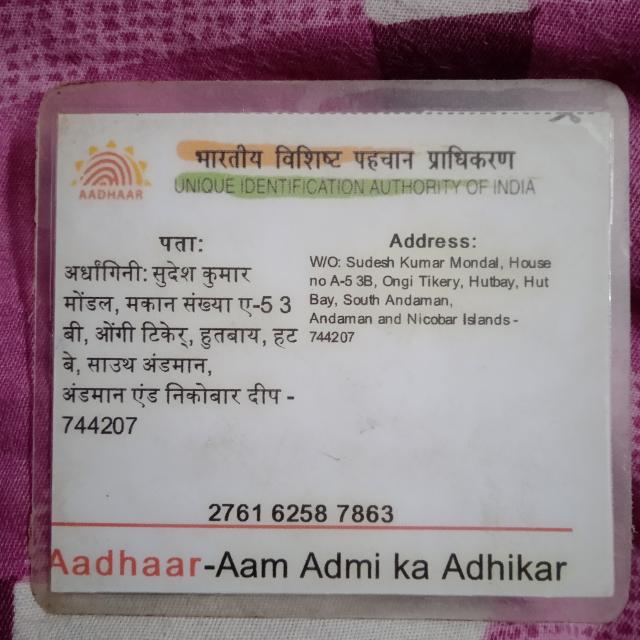 भारतीय विशिष्ट पहचान प्राधिकरण
UNIQUE IDENTIFICATION AUTHORITY OF INDIA
AADHAAR
पता:
अर्धांगिनी: सुदेश कुमार
मोंडल, मकान संख्या ए-5 3
बी, ओंगी टिकेर्, हुतबाय, हट
बे, साउथ अंडमान,
अंडमान एंड निकोबार दीप -
744207
Address:
W/O: Sudesh Kumar Mondal, House
no A-5 3B, Ongi Tikery, Hutbay, Hut
Bay, South Andaman,
Andaman and Nicobar Islands -
744207
2761 6258 7863
Aadhaar-Aam Admi ka Adhikar